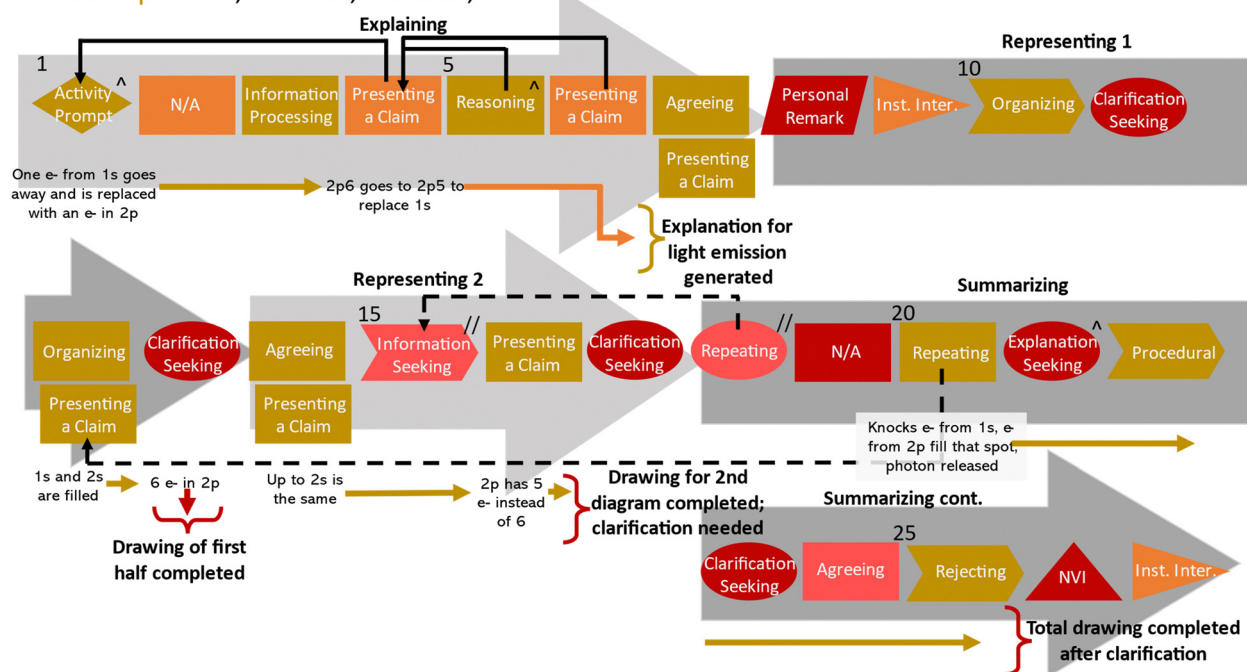 Explaining
Representing 1
1
5
10
^
Activity
Prompt
N/A
Information
Processing
Presenting
a Claim
Reasoning
^
Presenting
a Claim
Agreeing
Personal
Remark
Inst. Inter.
Organizing
Clarification
Seeking
Presenting
a Claim
One e- from 1s goes
away and is replaced
with an e- in 2p
2p6 goes to 2p5 to
replace 1s
Explanation for
light emission
generated
Representing 2
Summarizing
15
20
Organizing
Clarification
Seeking
Agreeing
Information
Seeking
//
Presenting
a Claim
Clarification
Seeking
Repeating
//
N/A
Repeating
Explanation
Seeking
^
Procedural
Presenting
a Claim
Presenting
a Claim
Knocks e- from 1s, e-
from 2p fill that spot,
photon released
1s and 2s
are filled
6 e- in 2p
Up to 2s is
the same
2p has 5
e- instead
of 6
Drawing for 2nd
diagram completed;
clarification needed
Drawing of first
half completed
Summarizing cont.
25
Clarification
Seeking
Agreeing
Rejecting
NVI
Inst. Inter.
Total drawing completed
after clarification